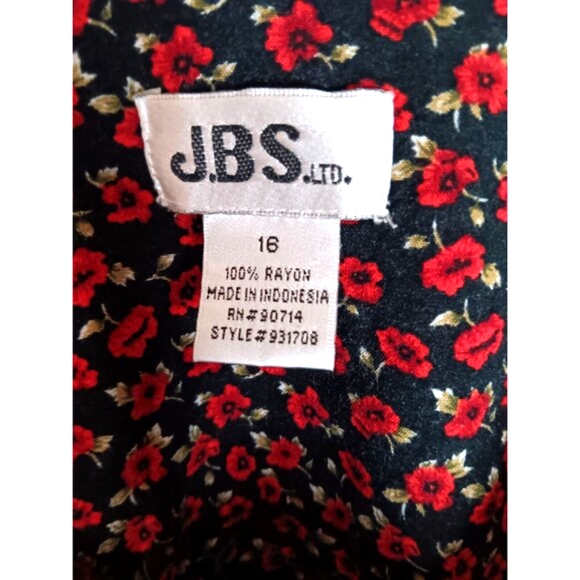 J.B.S.LTD.
16
100% RAYON
MADE IN INDONESIA
RN#90714
STYLE#931708